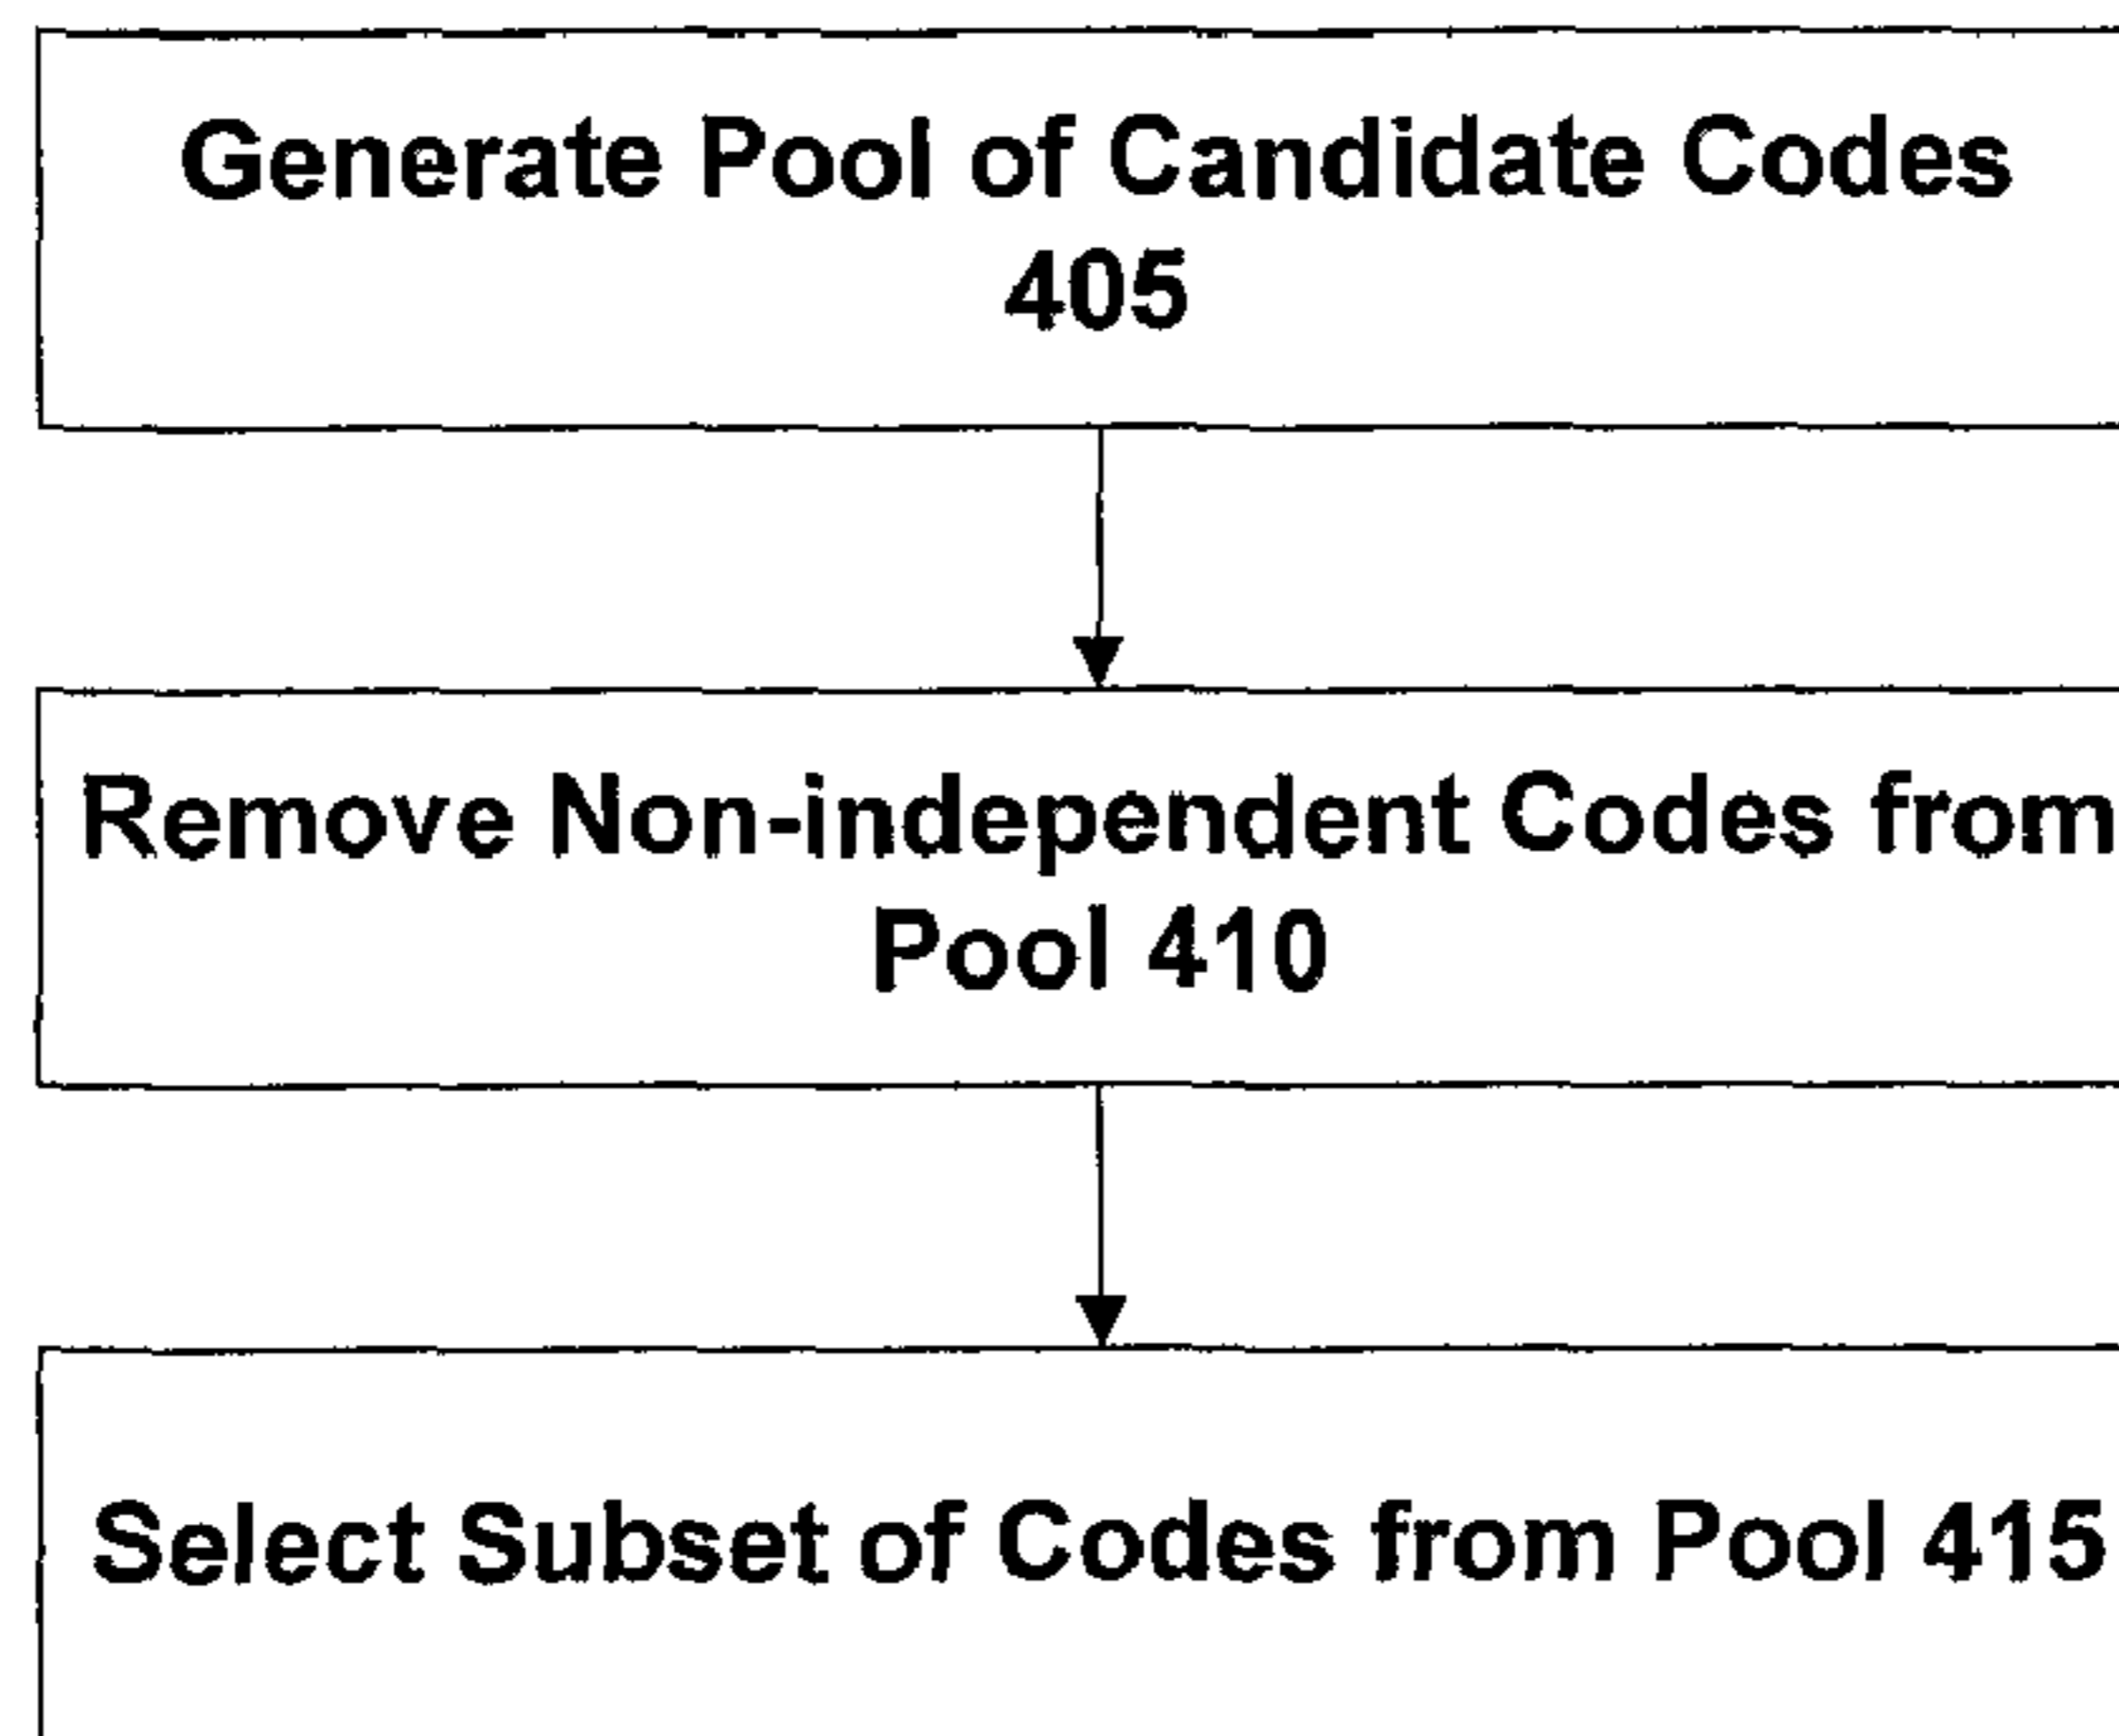 Generate Pool of Candidate Codes
405
Remove Non-independent Codes from
Pool 410
Select Subset of Codes from Pool 415